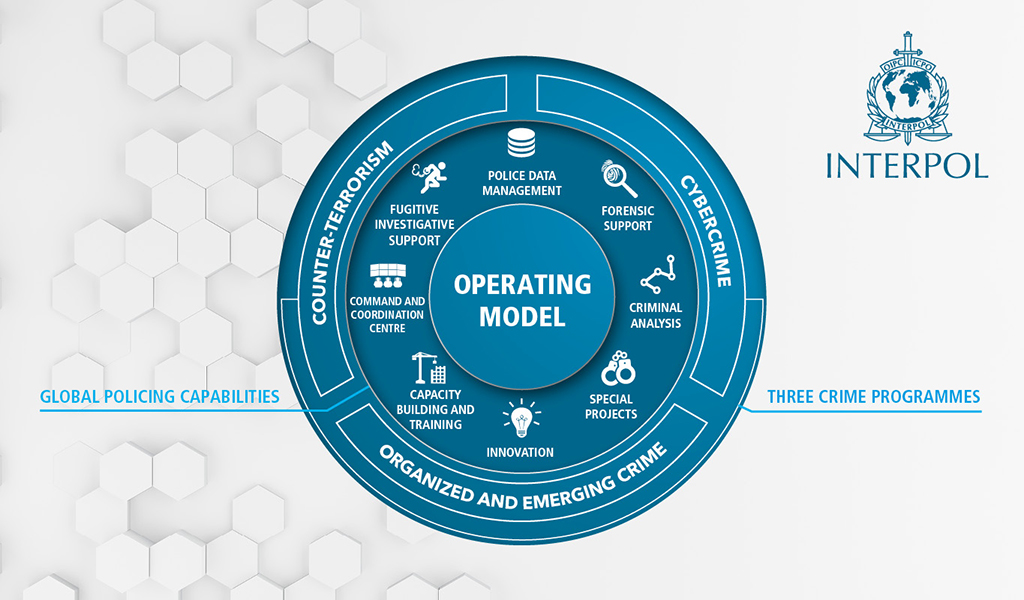 OIPC ICPO
INTERPOL
INTERPOL
COUNTER-TERRORISM
CYBERCRIME
ORGANIZED AND EMERGING CRIME
POLICE DATA
MANAGEMENT
FORENSIC
SUPPORT
CRIMINAL
ANALYSIS
SPECIAL
PROJECTS
INNOVATION
CAPACITY
BUILDING AND
TRAINING
COMMAND AND
COORDINATION
CENTRE
FUGITIVE
INVESTIGATIVE
SUPPORT
OPERATING
MODEL
GLOBAL POLICING CAPABILITIES
THREE CRIME PROGRAMMES